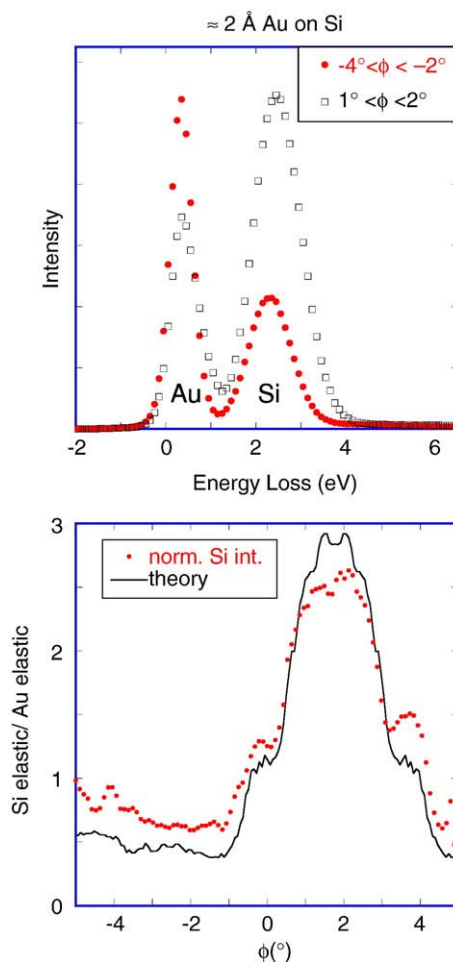 ≈ 2 Å Au on Si
-4°<ϕ < −2°
1° <ϕ <2°
Intensity
Au
Si
-2 0 2 4 6
Energy Loss (eV)
3
norm. Si int.
theory
Si elastic/ Au elastic
2
1
0
-4 -2 0 2 4
ϕ(°)